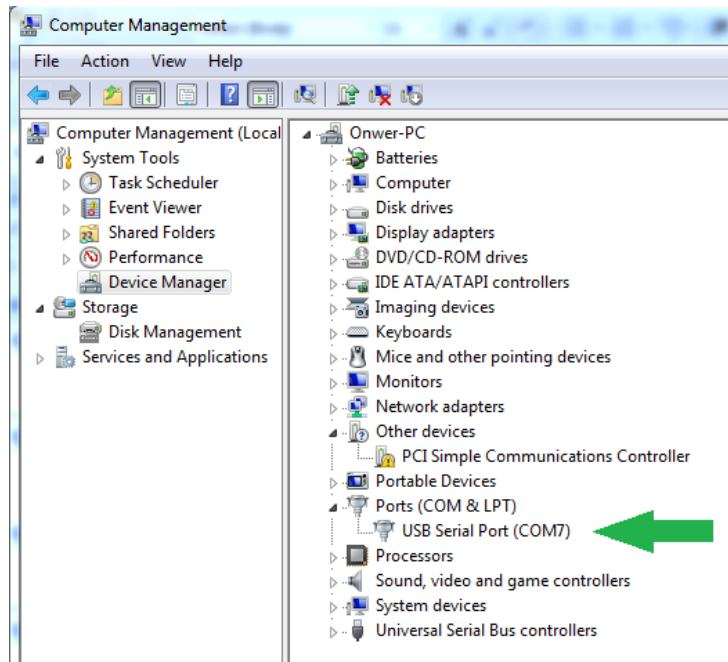 Computer Management
File Action View Help
Computer Management (Local
System Tools
Task Scheduler
Event Viewer
Shared Folders
Performance
Device Manager
Storage
Disk Management
Services and Applications
Onwer-PC
Batteries
Computer
Disk drives
Display adapters
DVD/CD-ROM drives
IDE ATA/ATAPI controllers
Imaging devices
Keyboards
Mice and other pointing devices
Monitors
Network adapters
Other devices
PCI Simple Communications Controller
Portable Devices
Ports (COM & LPT)
USB Serial Port (COM7)
Processors
Sound, video and game controllers
System devices
Universal Serial Bus controllers